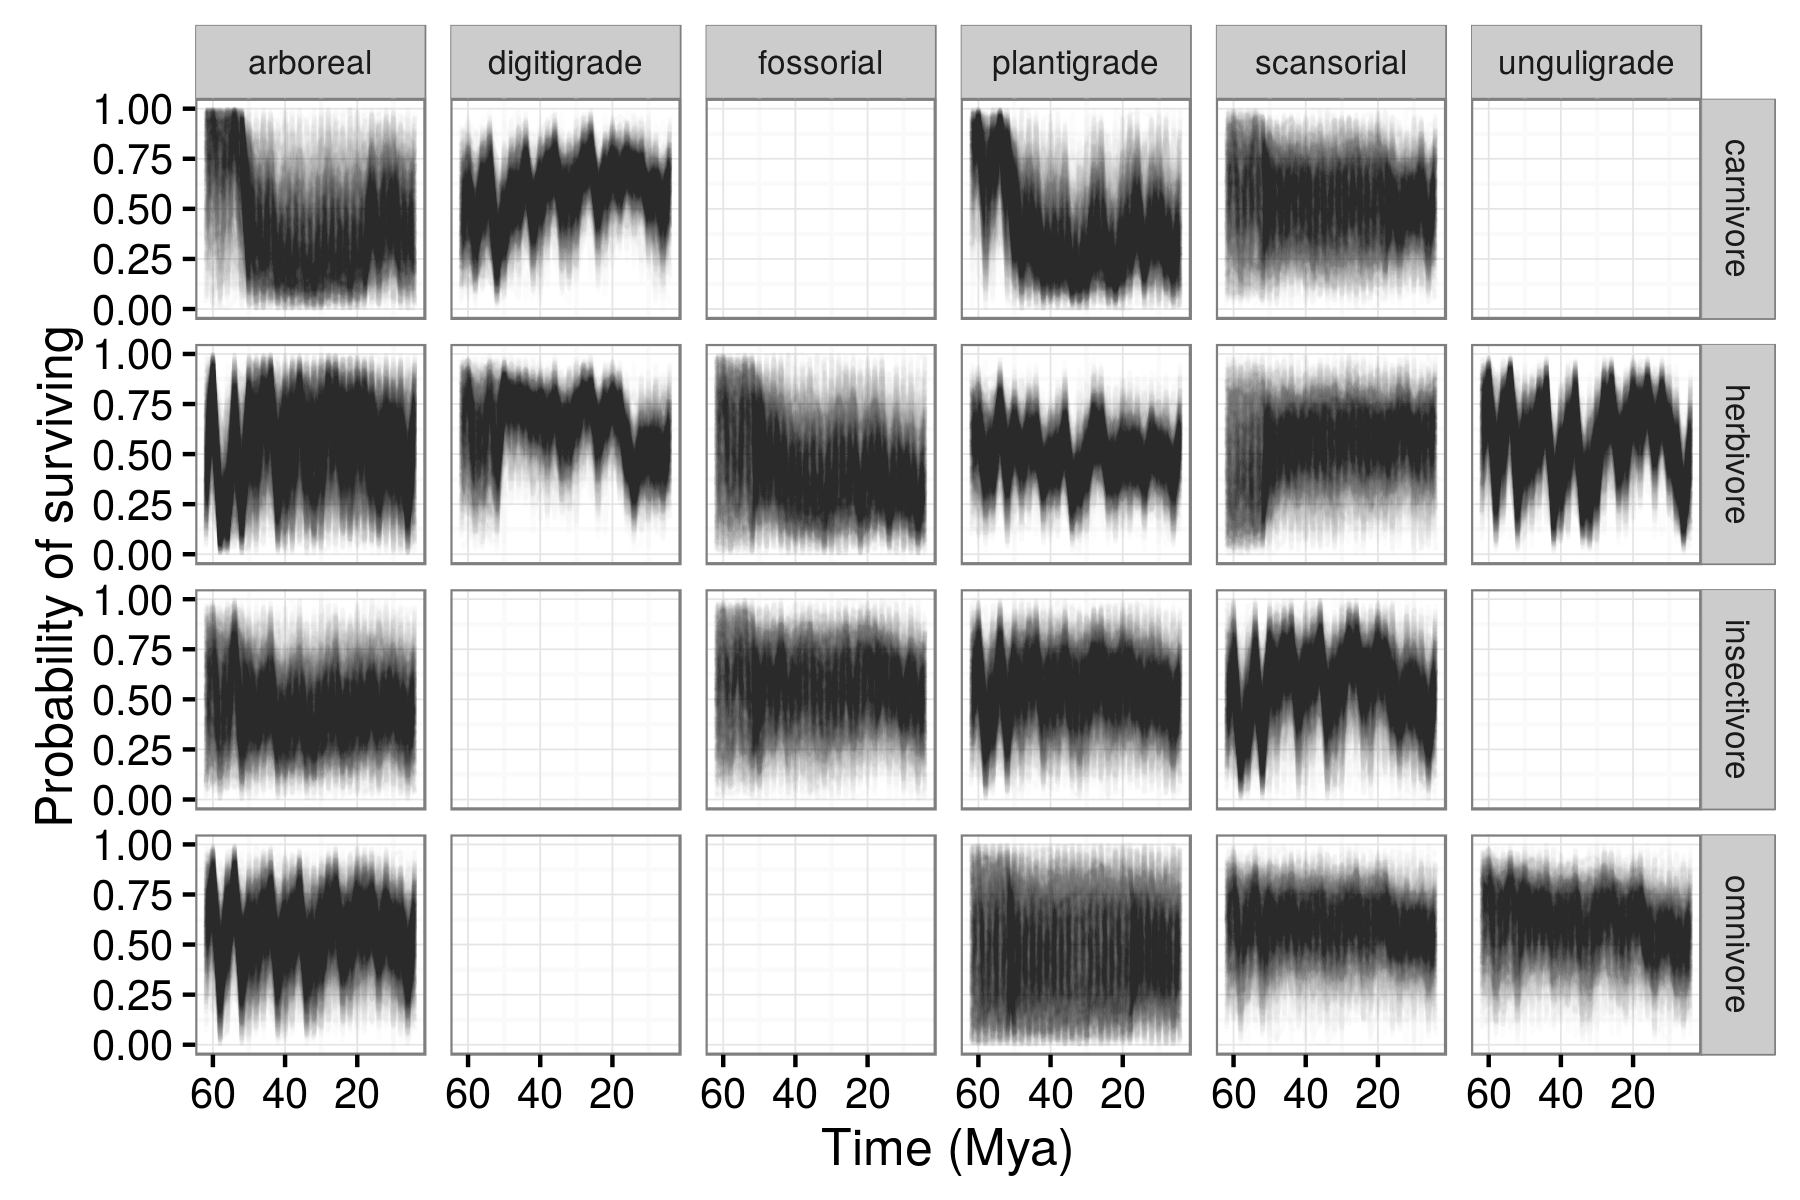 arboreal digitigrade fossorial plantigrade scansorial unguligrade
1.00
0.75
0.50
0.25
0.00
carnivore
1.00
0.75
0.50
0.25
0.00
herbivore
1.00
0.75
0.50
0.25
0.00
insectivore
1.00
0.75
0.50
0.25
0.00
omnivore
Probability of surviving
60 40 20 60 40 20 60 40 20 60 40 20 60 40 20 60 40 20
Time (Mya)